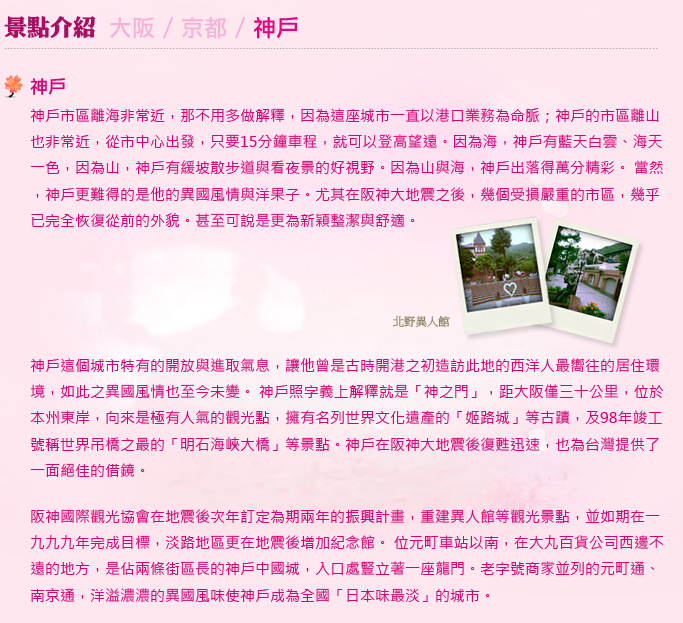 景點介紹 大阪 / 京都 / 神戶
神戶
神戶市區離海非常近，那不用多做解釋，因為這座城市一直以港口業務為命脈；神戶的市區離山
也非常近，從市中心出發，只要15分鐘車程，就可以登高望遠。因為海，神戶有藍天白雲、海天
一色，因為山，神戶有緩坡散步道與看夜景的好視野。因為山與海，神戶出落得萬分精彩。 當然
，神戶更難得的是他的異國風情與洋果子。尤其在阪神大地震之後，幾個受損嚴重的市區，幾乎
已完全恢復從前的外貌。甚至可說是更為新穎整潔與舒適。
北野異人館
神戶這個城市特有的開放與進取氣息，讓他曾是古時開港之初造訪此地的西洋人最嚮往的居住環
境，如此之異國風情也至今未變。 神戶照字義上解釋就是「神之門」，距大阪僅三十公里，位於
本州東岸，向來是極有人氣的觀光點，擁有名列世界文化遺產的「姬路城」等古蹟，及98年竣工
號稱世界吊橋之最的「明石海峽大橋」等景點。神戶在阪神大地震後復甦迅速，也為台灣提供了
一面絕佳的借鏡。
阪神國際觀光協會在地震後次年訂定為期兩年的振興計畫，重建異人館等觀光景點，並如期在一
九九九年完成目標，淡路地區更在地震後增加紀念館。 位元町車站以南，在大丸百貨公司西邊不
遠的地方，是佔兩條街區長的神戶中國城，入口處豎立著一座龍門。老字號商家並列的元町通、
南京通，洋溢濃濃的異國風味使神戶成為全國「日本味最淡」的城市。